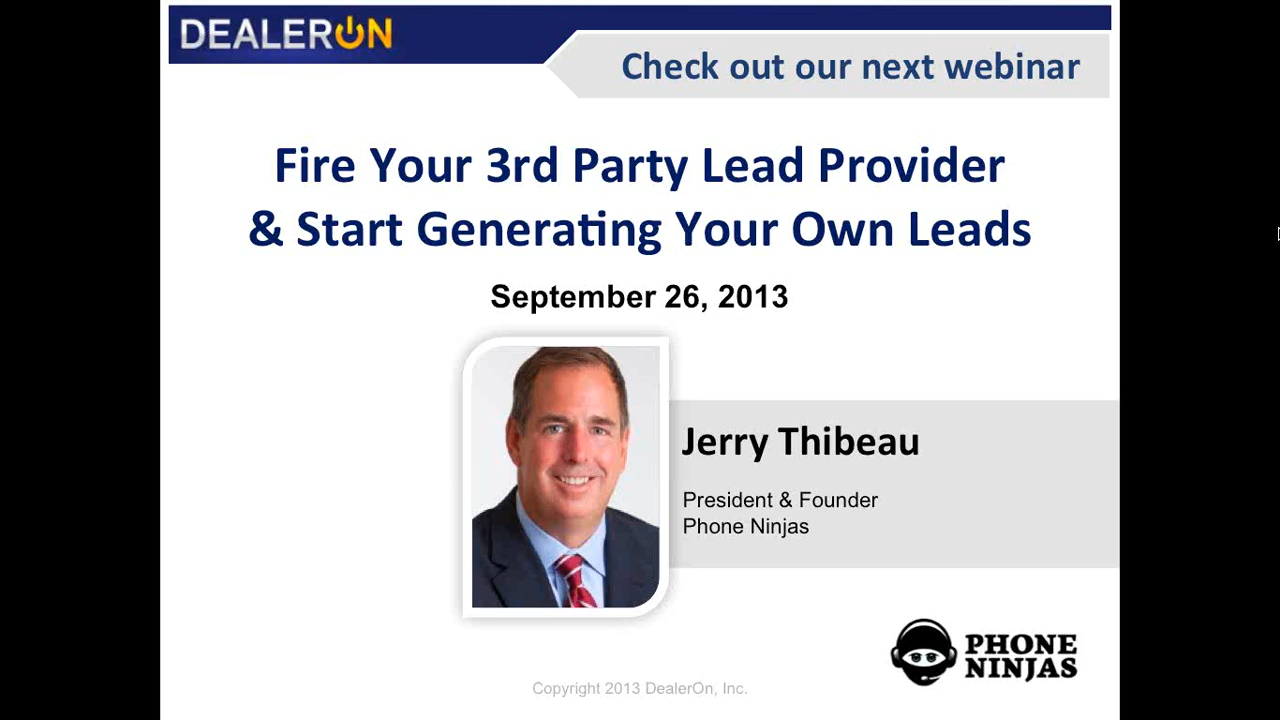 DEALERON
Check out our next webinar
Fire Your 3rd Party Lead Provider
& Start Generating Your Own Leads
September 26, 2013
Jerry Thibeau
President & Founder
Phone Ninjas
PHONE
NINJAS
Copyright 2013 DealerOn, Inc.